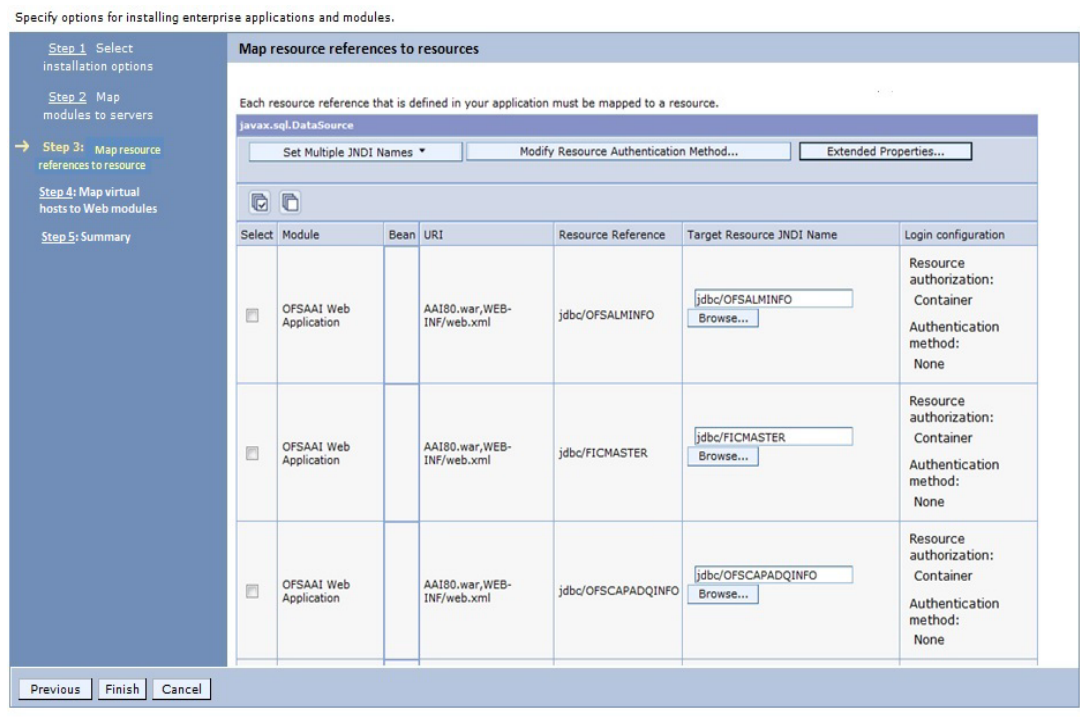 Specify options for installing enterprise applications and modules.
Step 1 Select
installation options
Step 2 Map
modules to servers
Step 3: Map resource
references to resource
Step 4: Map virtual
hosts to Web modules
Step 5: Summary
Map resource references to resources
Each resource reference that is defined in your application must be mapped to a resource.
javax.sql.DataSource
Set Multiple JNDI Names
Modify Resource Authentication Method...
Extended Properties...
Select Module Bean URI Resource Reference Target Resource JNDI Name Login configuration
OFSAAI Web
Application
AAI80.war,WEB-
INF/web.xml
jdbc/OFSALMINFO
jdbc/OFSALMINFO
Browse...
Resource
authorization:
Container
Authentication
method:
None
OFSAAI Web
Application
AAI80.war,WEB-
INF/web.xml
jdbc/FICMASTER
jdbc/FICMASTER
Browse...
Resource
authorization:
Container
Authentication
method:
None
OFSAAI Web
Application
AAI80.war,WEB-
INF/web.xml
jdbc/OFSCAPADQINFO
jdbc/OFSCAPADQINFO
Browse...
Resource
authorization:
Container
Authentication
method:
None
Previous Finish Cancel